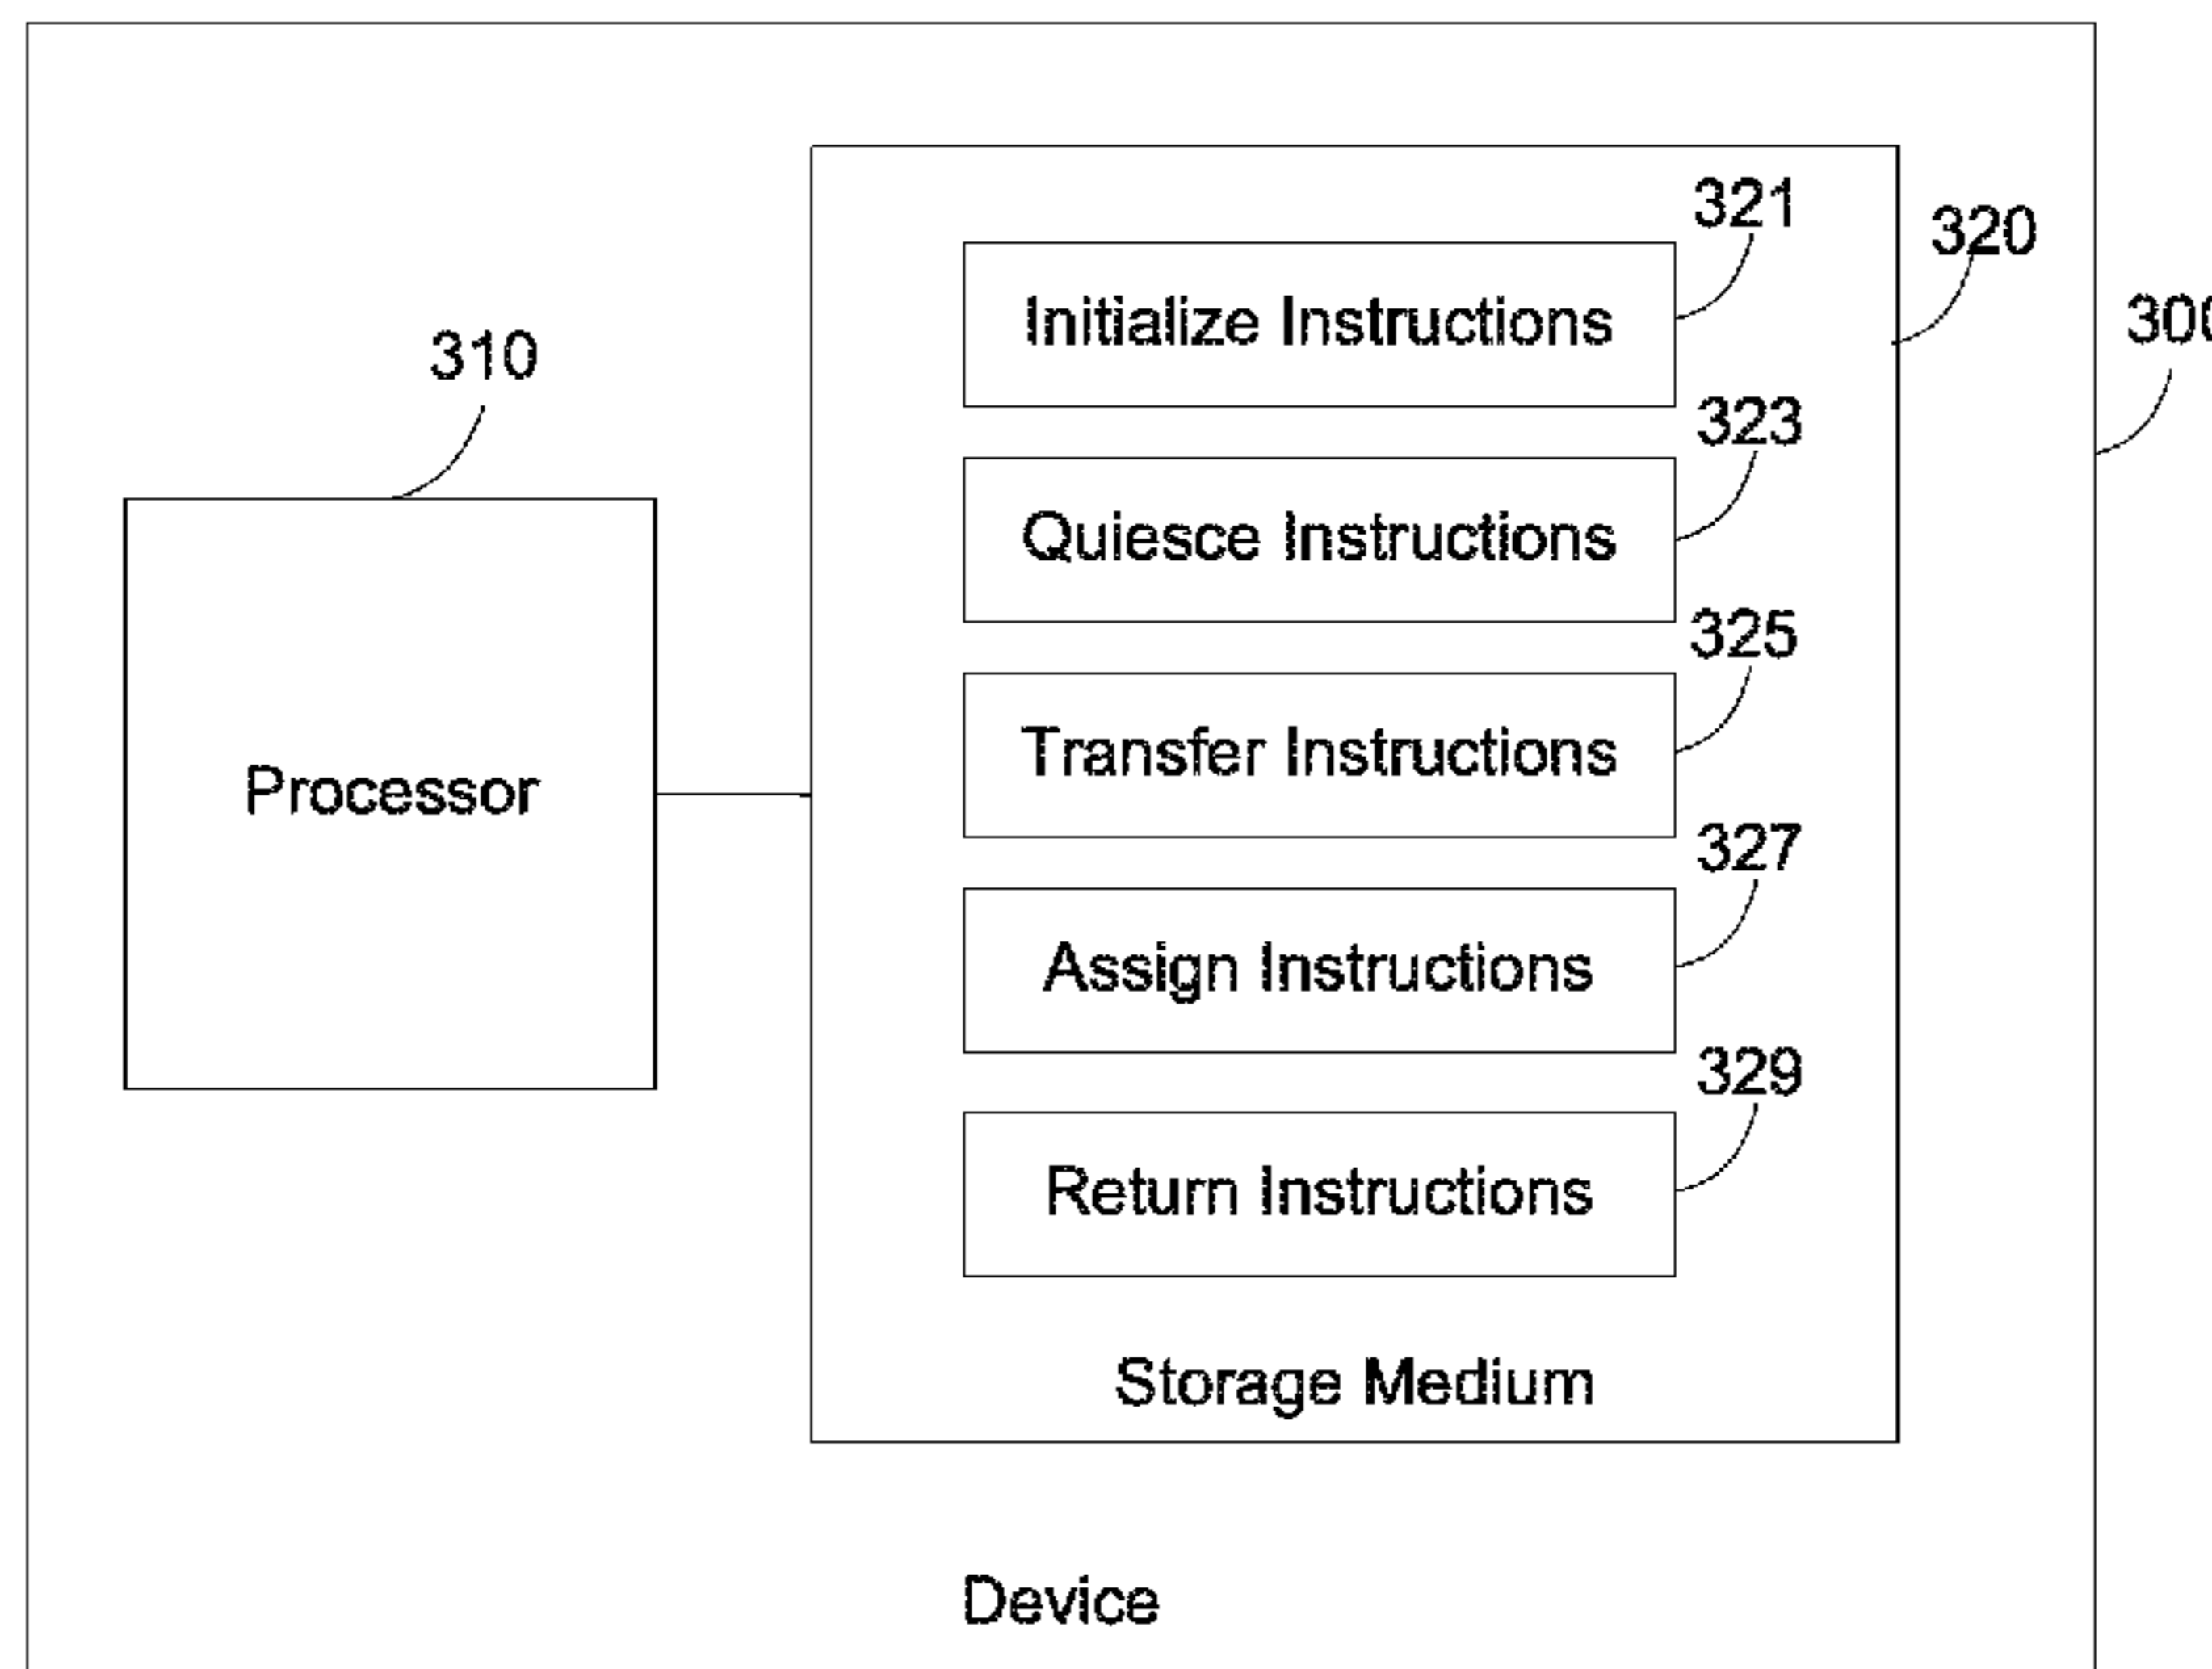 321
320
Initialize Instructions
300
310
323
Quiesce Instructions
325
Transfer Instructions
Processor
327
Assign Instructions
329
Return Instructions
Storage Medium
Device